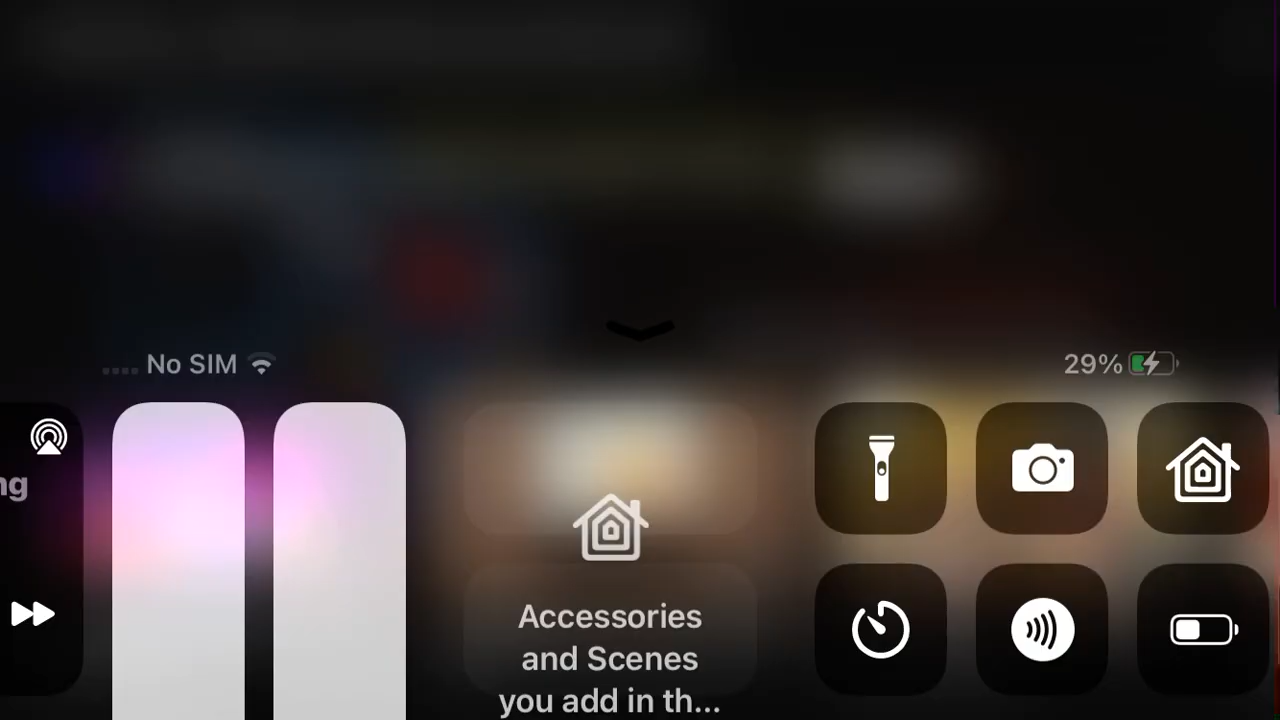 No SIM
29%
ng
Accessories
and Scenes
you add in th...